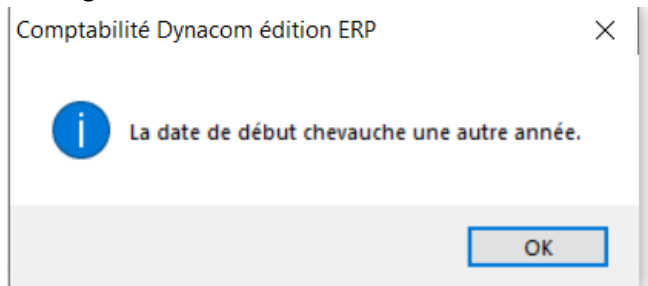 Comptabilité Dynacom édition ERP
La date de début chevauche une autre année.
OK